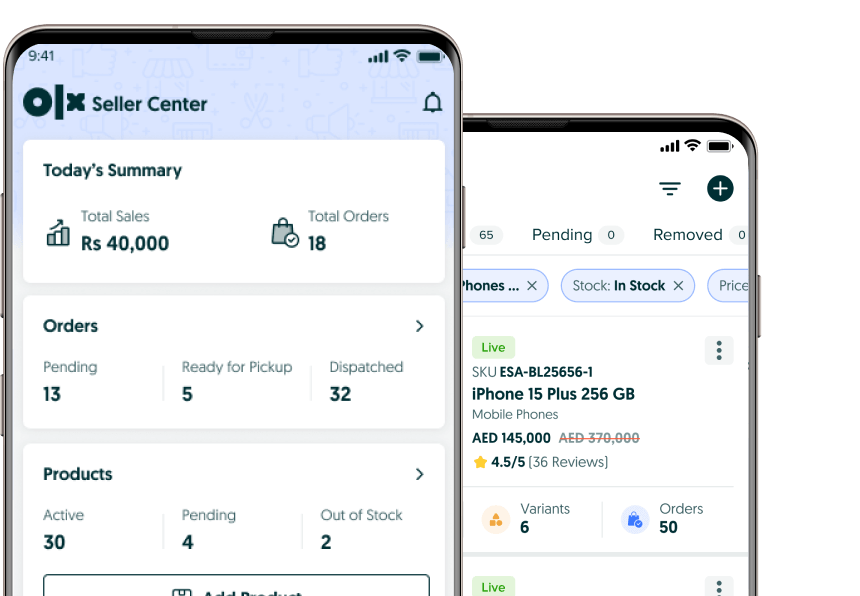 9:41
olx Seller Center
Today's Summary
Total Sales
Rs 40,000
Total Orders
18
Orders
Pending
13
Ready for Pickup
5
Dispatched
32
Products
Active
30
Pending
4
Out of Stock
2
Add Product
65
Pending 0
Removed 0
Phones ...
Stock: In Stock
Price
Live
SKU ESA-BL25656-1
iPhone 15 Plus 256 GB
Mobile Phones
AED 145,000 AED 370,000
4.5/5 (36 Reviews)
Variants
6
Orders
50
Live